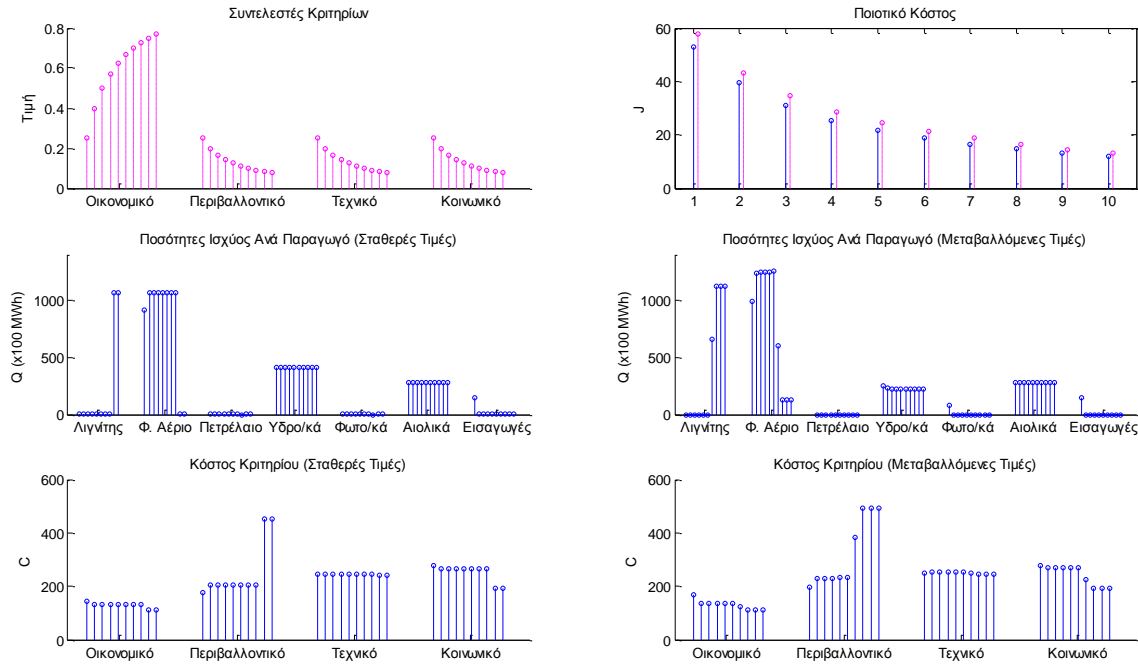 Συντελεστές Κριτηρίων
Τιμή
0.8
0.6
0.4
0.2
0
Οικονομικό Περιβαλλοντικό Τεχνικό Κοινωνικό
Ποιοτικό Κόστος
J
60
40
20
0
1 2 3 4 5 6 7 8 9 10
Ποσότητες Ισχύος Ανά Παραγωγό (Σταθερές Τιμές)
Q (x100 MWh)
1000
500
0
Λιγνίτης Φ. Αέριο Πετρέλαιο Υδρο/κά Φωτο/κά Αιολικά Εισαγωγές
Ποσότητες Ισχύος Ανά Παραγωγό (Μεταβαλλόμενες Τιμές)
Q (x100 MWh)
1000
500
0
Λιγνίτης Φ. Αέριο Πετρέλαιο Υδρο/κά Φωτο/κά Αιολικά Εισαγωγές
Κόστος Κριτηρίου (Σταθερές Τιμές)
C
600
400
200
0
Οικονομικό Περιβαλλοντικό Τεχνικό Κοινωνικό
Κόστος Κριτηρίου (Μεταβαλλόμενες Τιμές)
C
600
400
200
0
Οικονομικό Περιβαλλοντικό Τεχνικό Κοινωνικό